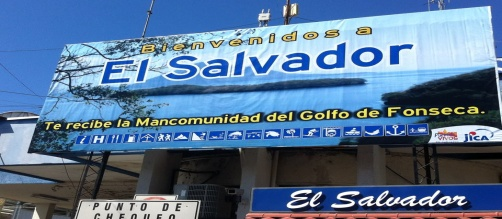 Bienvenidos a
El Salvador
Te recibe la Mancomunidad del Golfo de Fonseca.
JICA
PUNTO DE
CHEQUEO
El Salvador